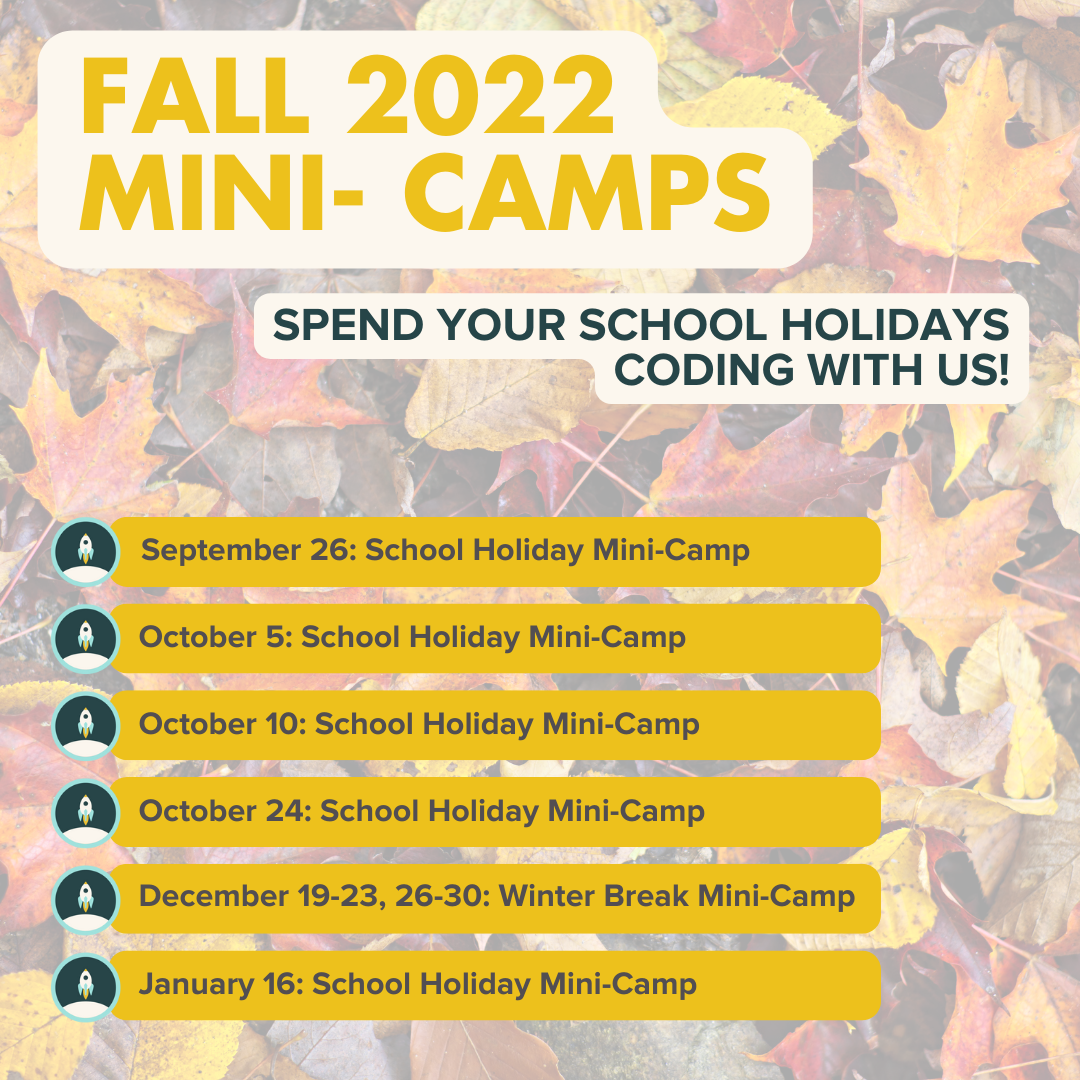 FALL 2022
MINI- CAMPS
SPEND YOUR SCHOOL HOLIDAYS
CODING WITH US!
September 26: School Holiday Mini-Camp
October 5: School Holiday Mini-Camp
October 10: School Holiday Mini-Camp
October 24: School Holiday Mini-Camp
December 19-23, 26-30: Winter Break Mini-Camp
January 16: School Holiday Mini-Camp